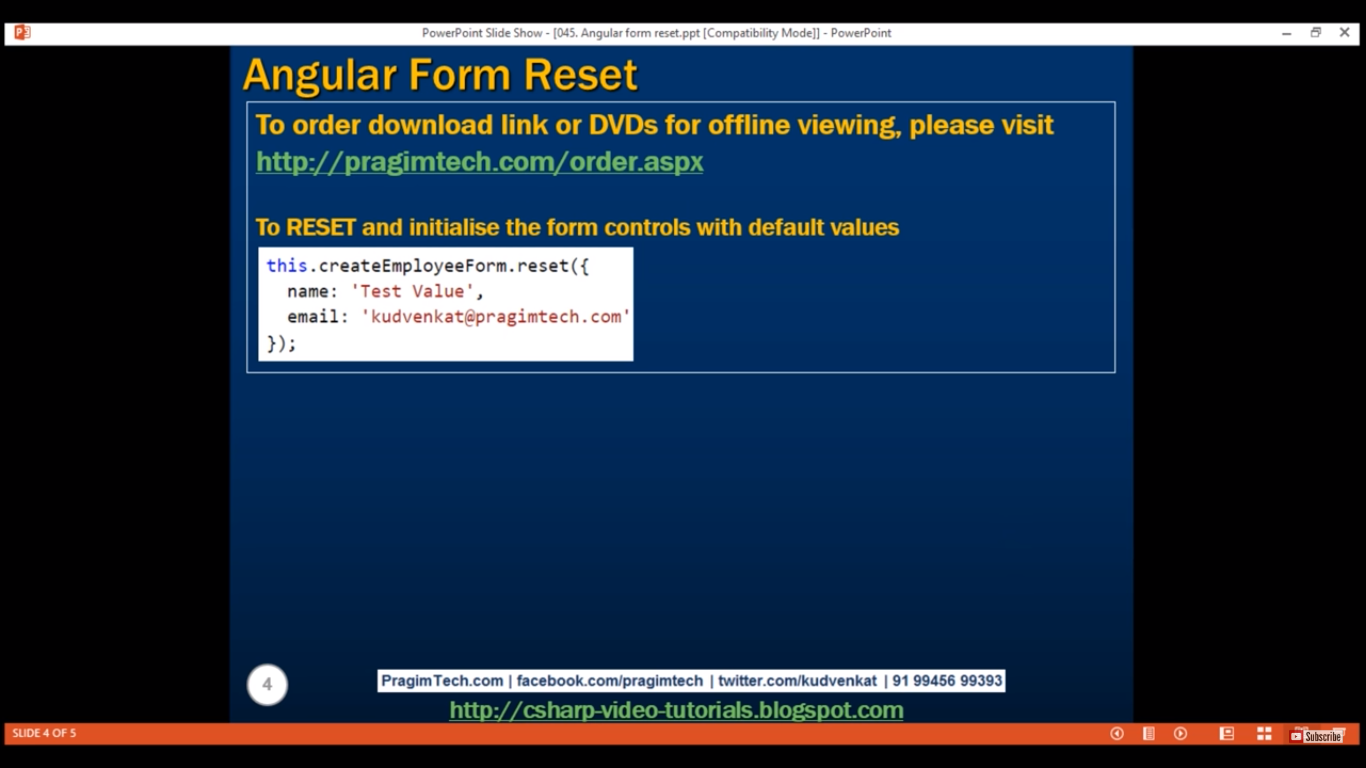 PowerPoint Slide Show - [045. Angular form reset.ppt [Compatibility Mode]] - PowerPoint
Angular Form Reset
To order download link or DVDs for offline viewing, please visit
http://pragimtech.com/order.aspx
To RESET and initialise the form controls with default values
this.createEmployeeForm.reset({
name: 'Test Value',
email: 'kudvenkat@pragimtech.com'
});
4
PragimTech.com | facebook.com/pragimtech | twitter.com/kudvenkat | 91 99456 99393
http://csharp-video-tutorials.blogspot.com
SLIDE 4 OF 5
Subscribe